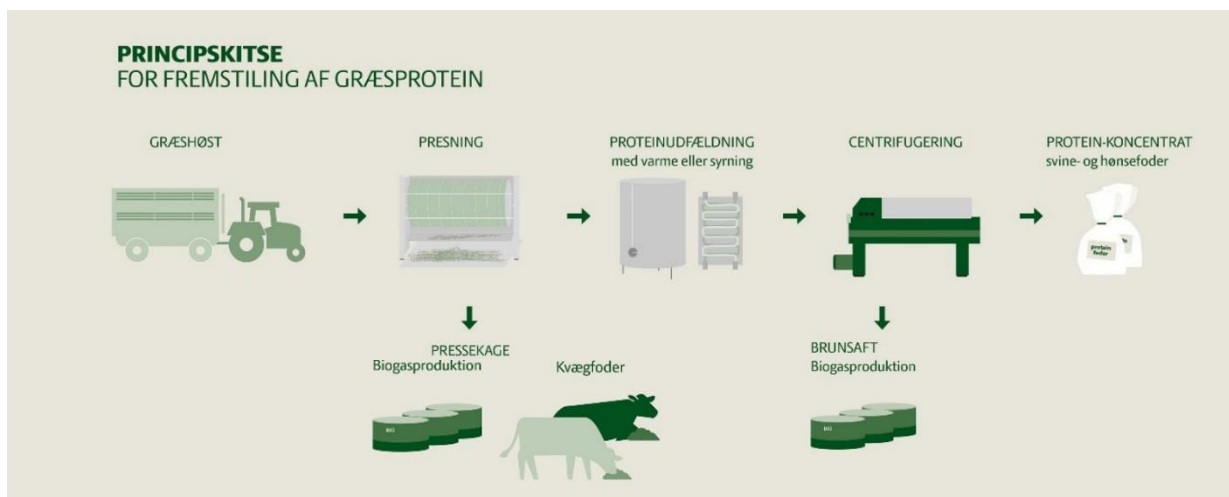 PRINCIPSKITSE
FOR FREMSTILING AF GRÆSPROTEIN
GRÆSHØST
PRESNING
PROTEINUDFÆLDNING
med varme eller syrning
CENTRIFUGERING
PROTEIN-KONCENTRAT
svine- og hønsefoder
protein
foder
PRESSEKAGE
Biogasproduktion
Kvægfoder
BRUNSAFT
Biogasproduktion